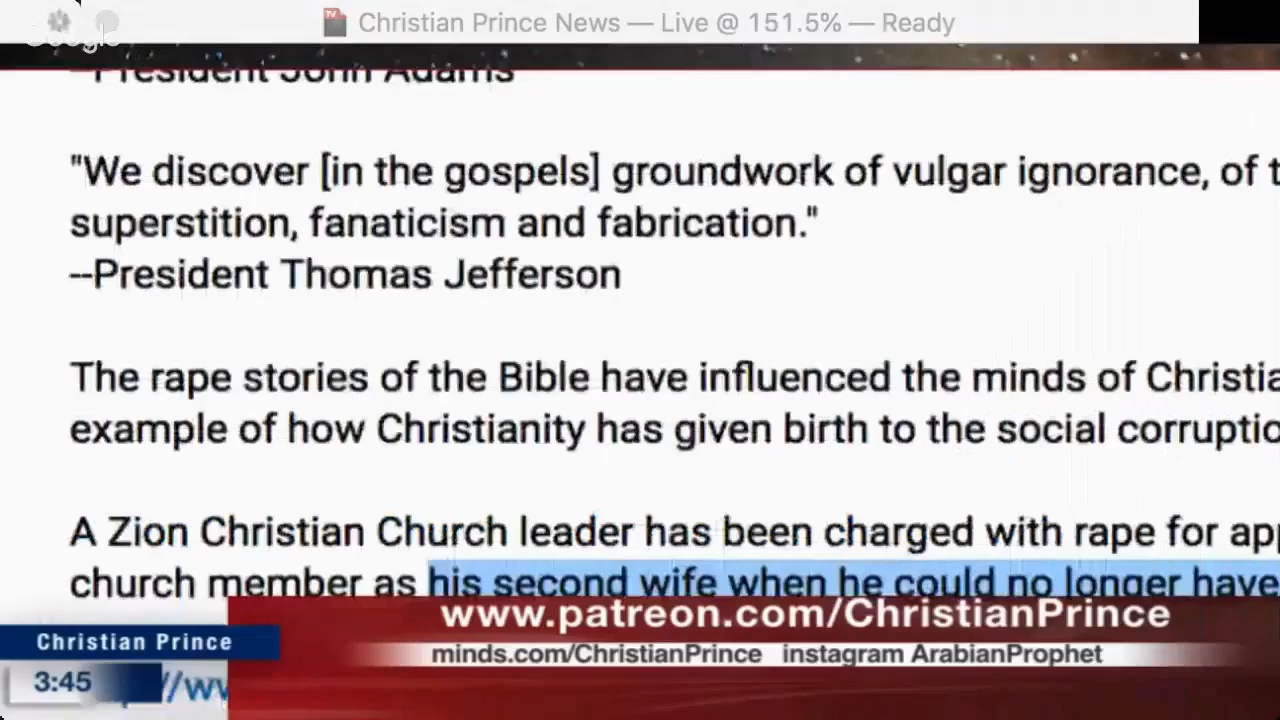 Christian Prince News — Live @ 151.5% — Ready
Google
--President John Adams
"We discover [in the gospels] groundwork of vulgar ignorance, of
superstition, fanaticism and fabrication."
--President Thomas Jefferson
The rape stories of the Bible have influenced the minds of
example of how Christianity has given birth to the social
A Zion Christian Church leader has been charged with rape for
church member as his second wife when he could no longer have
www.patreon.com/ChristianPrince
Christian Prince
minds.com/ChristianPrince instagram ArabianProphet
3:45